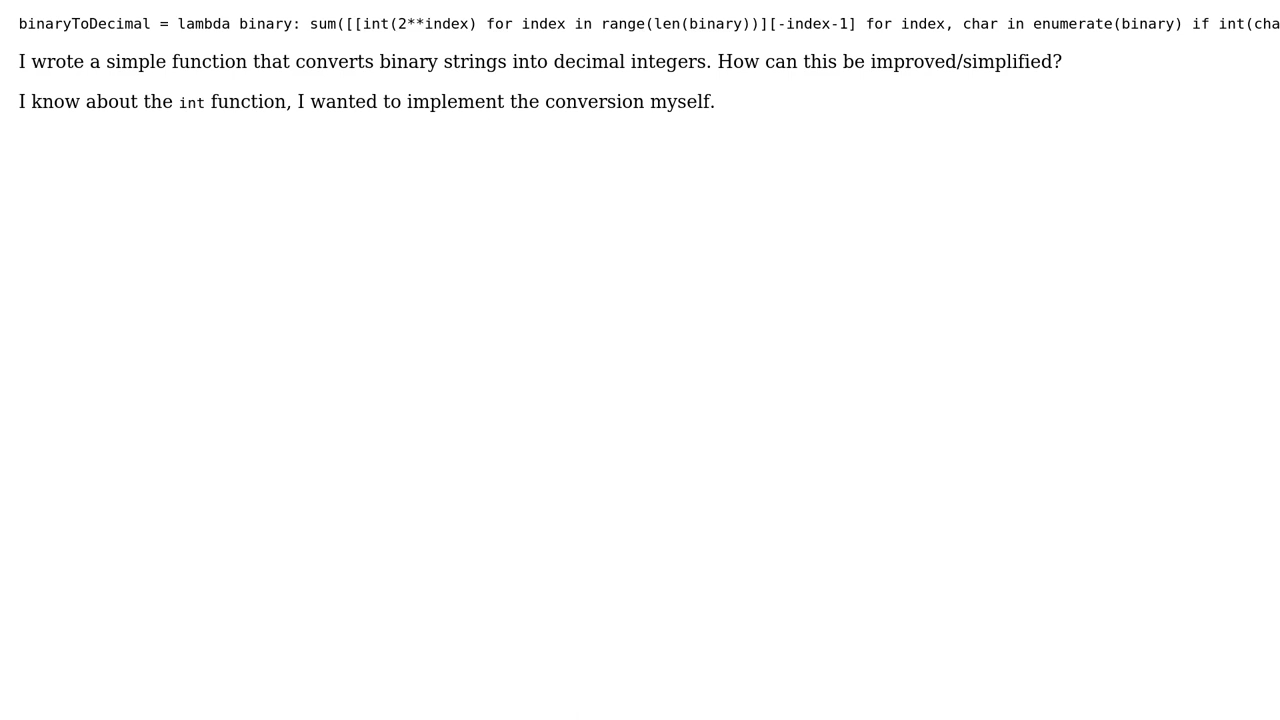 binaryToDecimal = lambda binary: sum([[int(2**index) for index in range(len(binary))][-index-1] for index, char in enumerate(binary) if int(cha
I wrote a simple function that converts binary strings into decimal integers. How can this be improved/simplified?
I know about the int function, I wanted to implement the conversion myself.